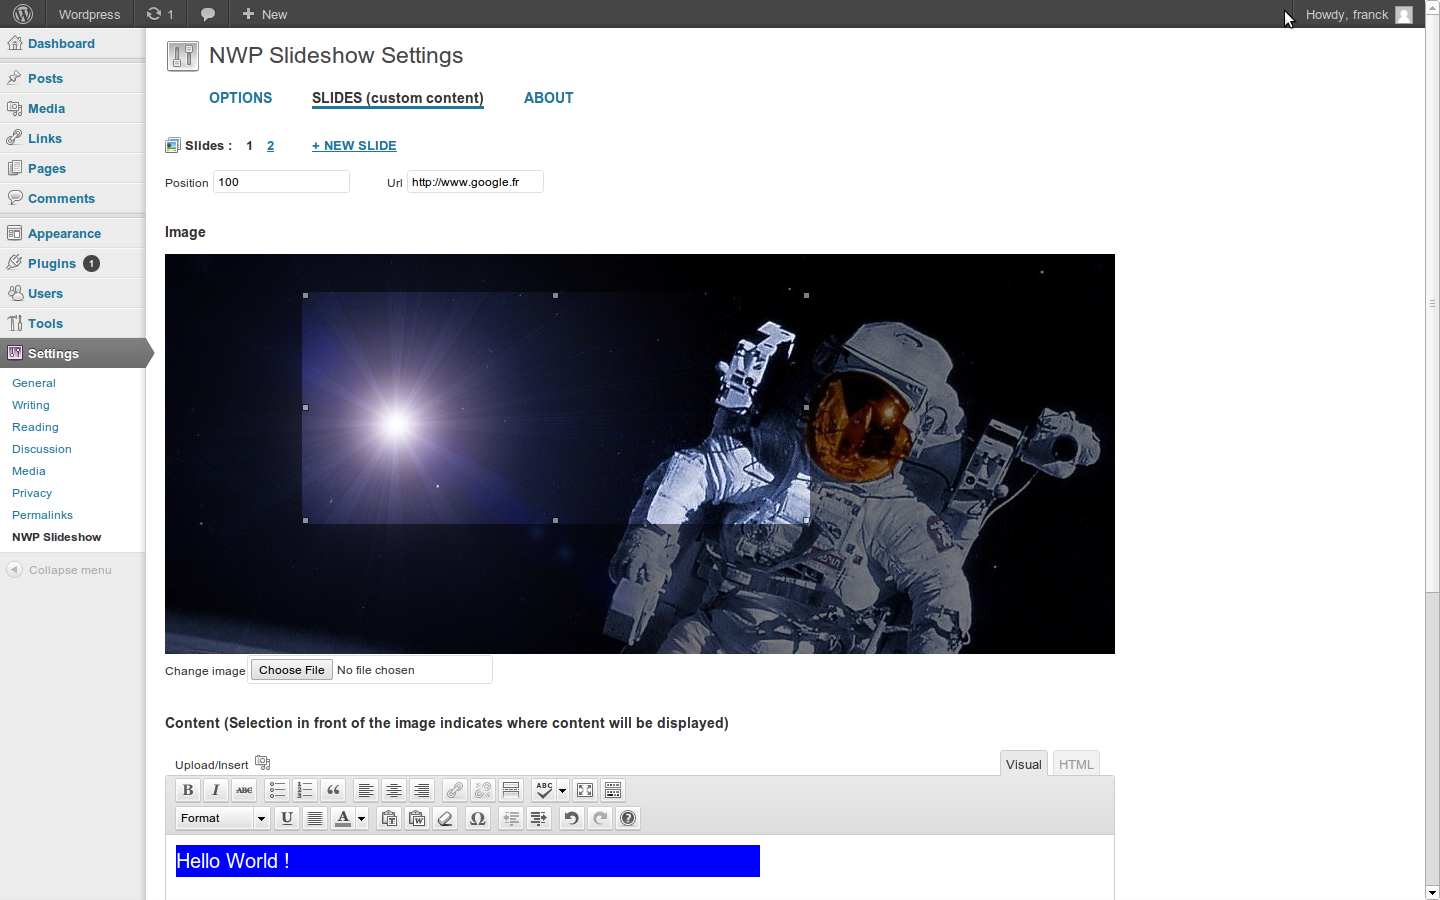 Wordpress 1 New Howdy, franck
Dashboard
Posts
Media
Links
Pages
Comments
Appearance
Plugins 1
Users
Tools
Settings
General
Writing
Reading
Discussion
Media
Privacy
Permalinks
NWP Slideshow
Collapse menu
NWP Slideshow Settings
OPTIONS SLIDES (custom content) ABOUT
Slides : 1 2 + NEW SLIDE
Position 100 Url http://www.google.fr
Image
Change image Choose File No file chosen
Content (Selection in front of the image indicates where content will be displayed)
Upload/Insert Visual HTML
B I ABC ABC
Format U A Ω ?
Hello World !